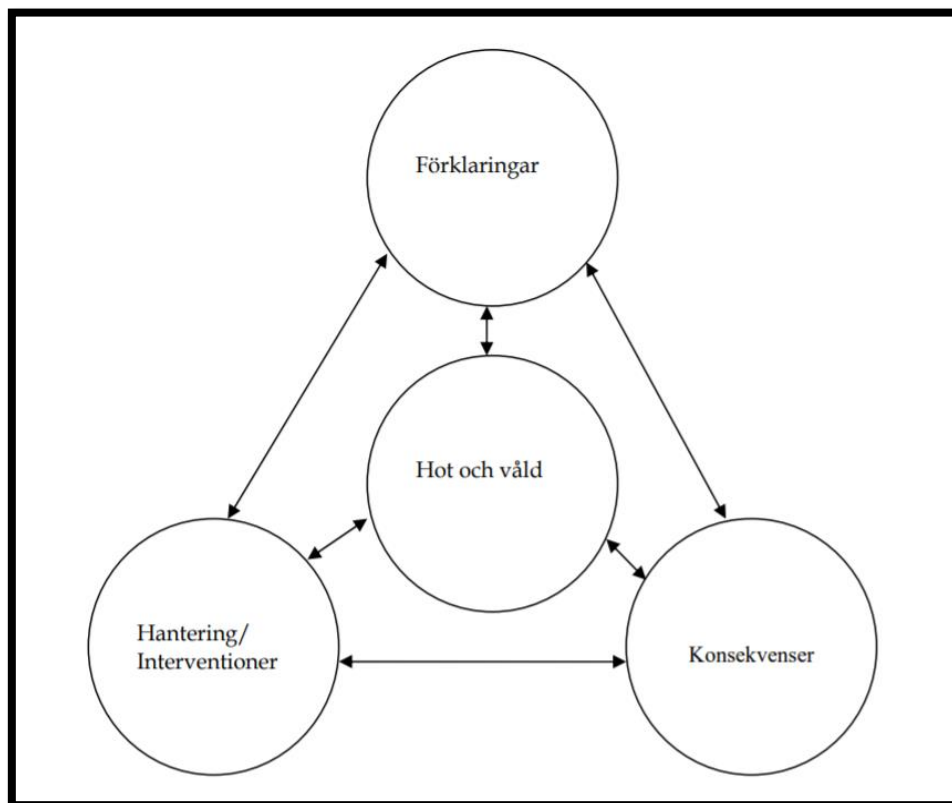 Förklaringar
Hot och våld
Hantering/
Interventioner
Konsekvenser